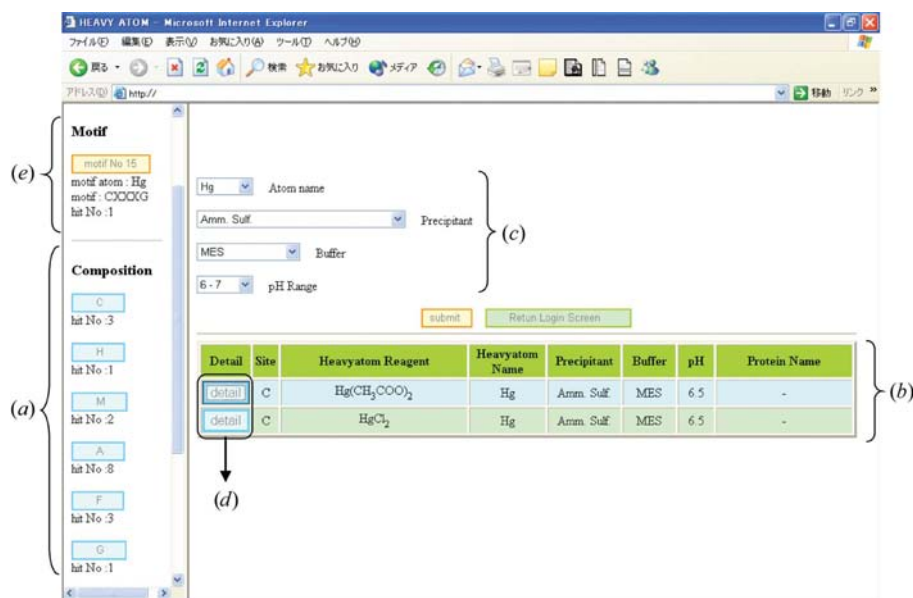 HEAVY ATOM - Microsoft Internet Explorer
ファイル(F) 編集(E) 表示(V) お気に入り(A) ツール(T) ヘルプ(H)
戻る 検索 お気に入り メディア
アドレス(D) http:// 移動 リンク »
Motif
motif No 15
motif atom : Hg
motif : CXXXG
hit No :1
(e)
Composition
C
hit No :3
H
hit No :1
M
hit No :2
A
hit No :8
F
hit No :3
G
hit No :1
(a)
Hg Atom name
Amm. Sulf. Precipitant
MES Buffer
6 - 7 pH Range
(c)
submit Retun Login Screen
Detail Site Heavyatom Reagent Heavyatom Name Precipitant Buffer pH Protein Name
detail C Hg(CH3COO)2 Hg Amm. Sulf. MES 6.5 -
detail C HgCl2 Hg Amm. Sulf. MES 6.5 -
(b)
(d)